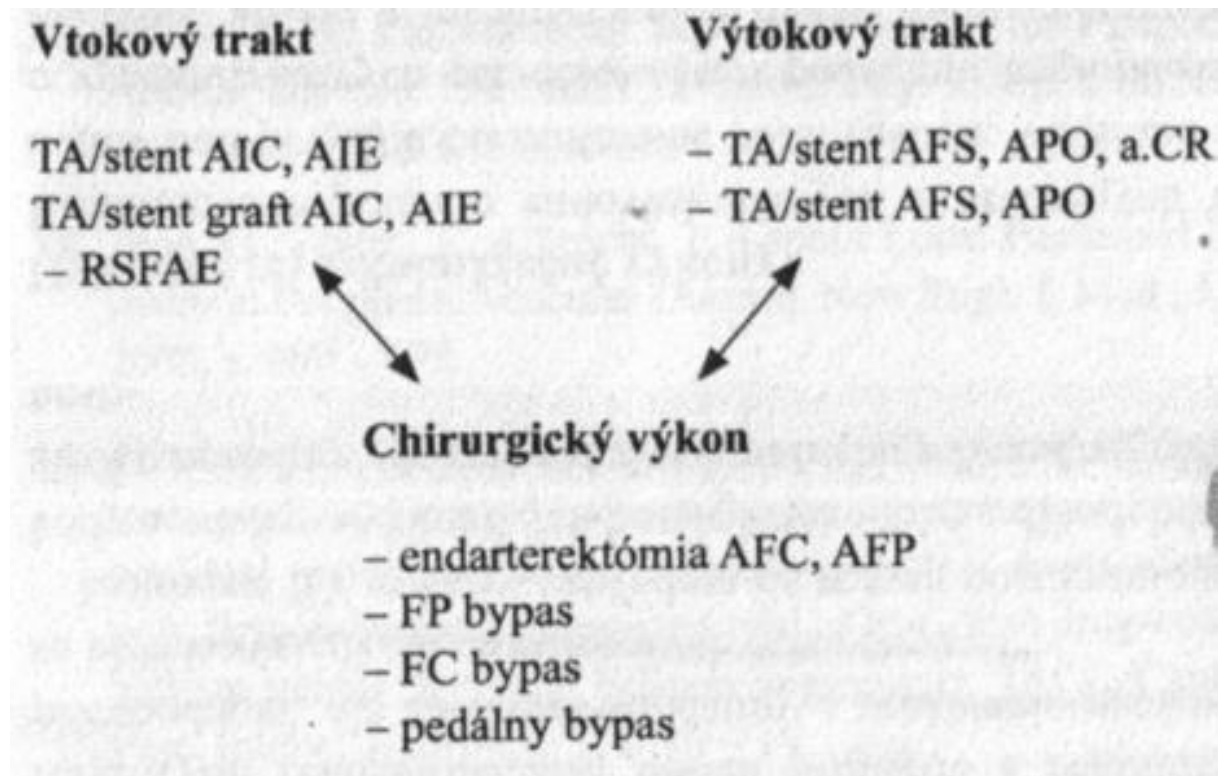 Vtokový trakt
TA/stent AIC, AIE
TA/stent graft AIC, AIE
– RSFAE
Výtokový trakt
– TA/stent AFS, APO, a.CR
– TA/stent AFS, APO
Chirurgický výkon
– endarterektómia AFC, AFP
– FP bypas
– FC bypas
– pedálny bypas